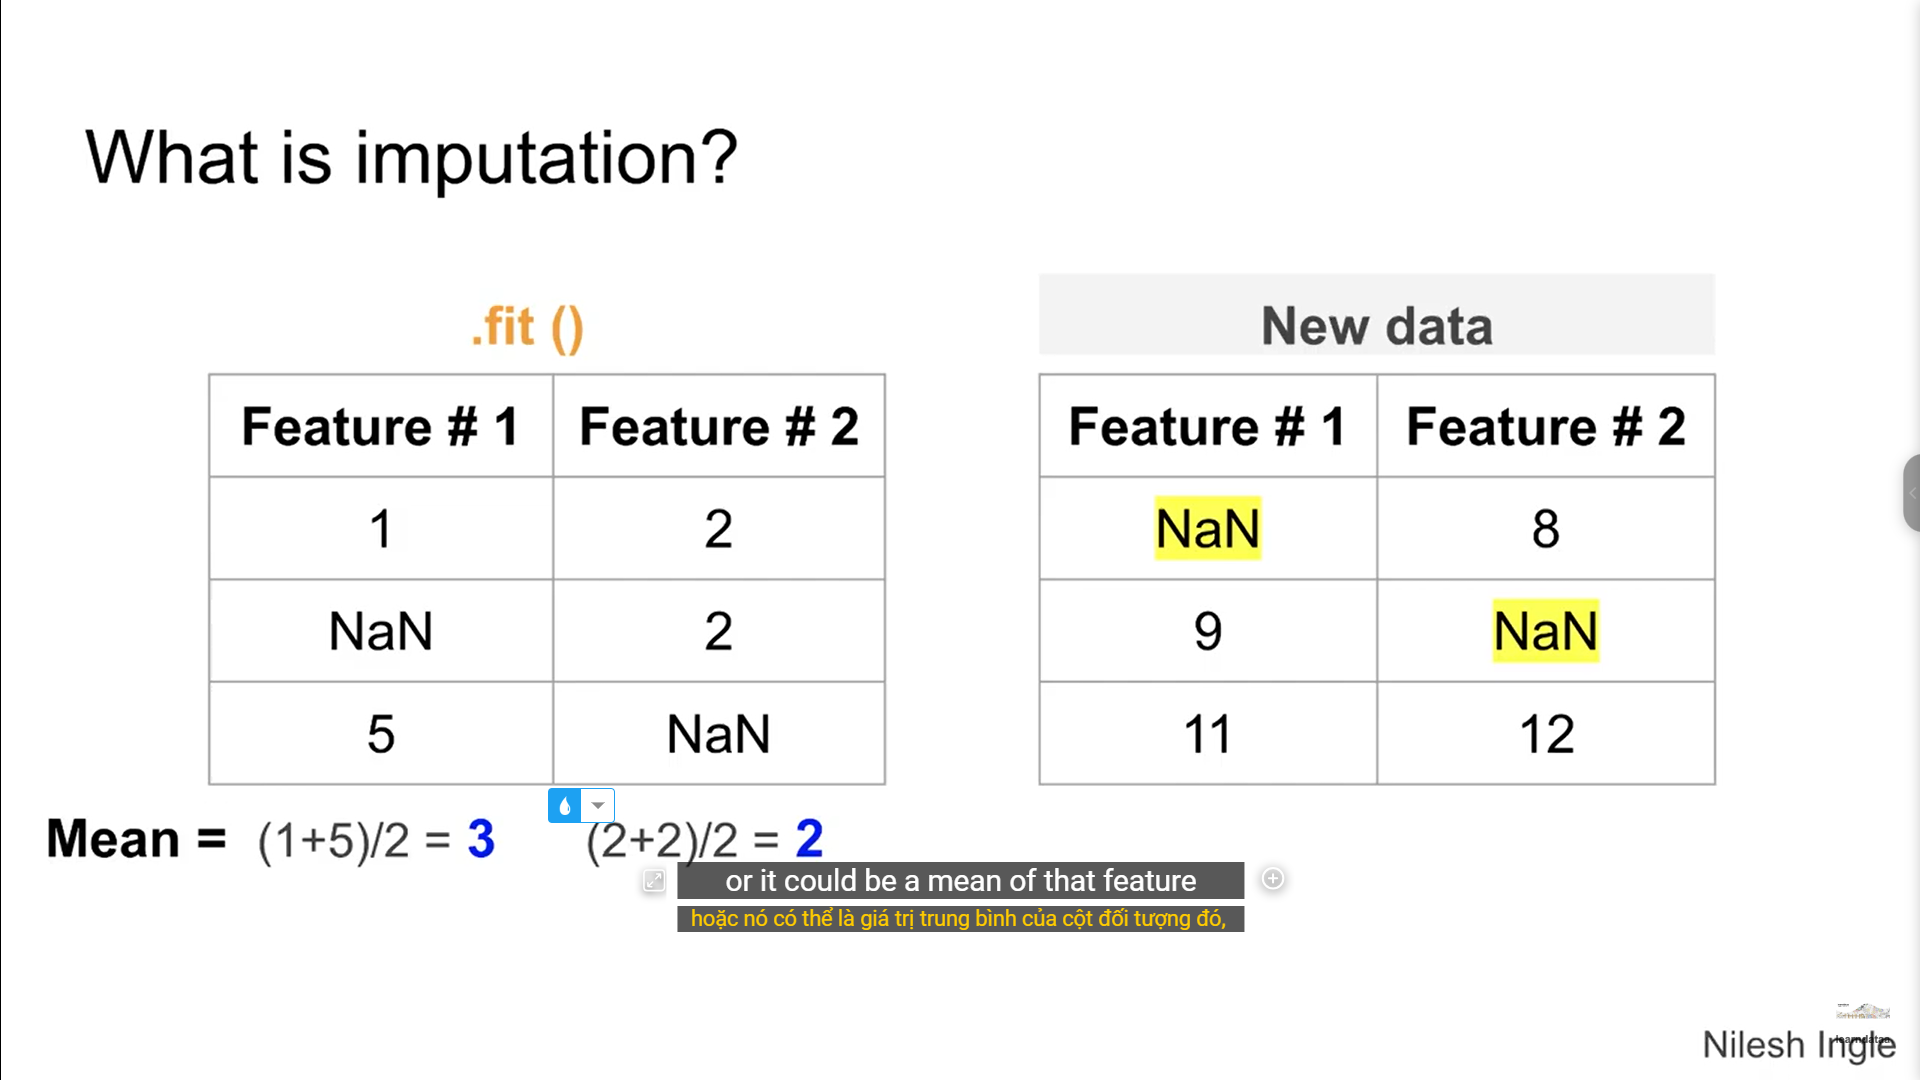 What is imputation?
.fit ()
Feature # 1 Feature # 2
1 2
NaN 2
5 NaN
Mean = (1+5)/2 = 3 (2+2)/2 = 2
New data
Feature # 1 Feature # 2
NaN 8
9 NaN
11 12
or it could be a mean of that feature
hoặc nó có thể là giá trị trung bình của cột đối tượng đó,
learndataa
Nilesh Ingle